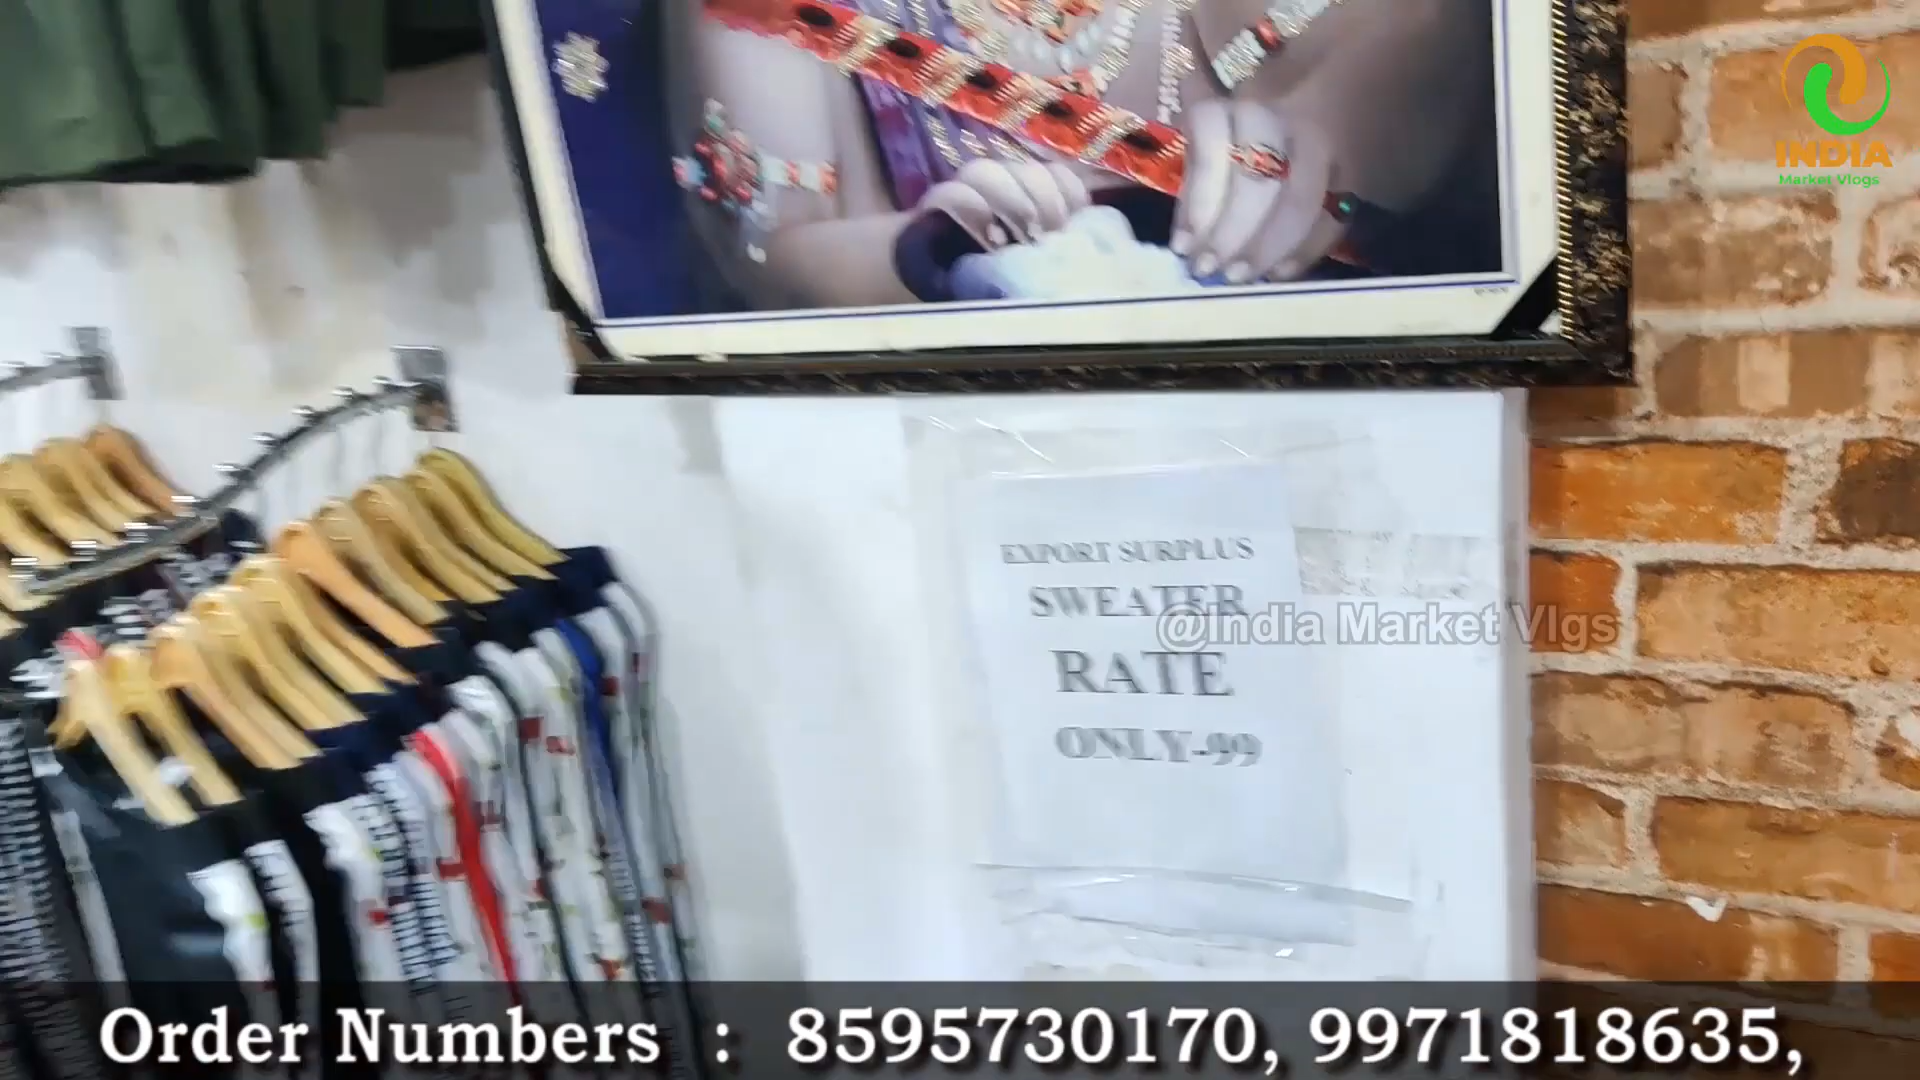 INDIA
Market Vlogs
EXPORT SURPLUS
SWEATER
@India Market Vlgs
RATE
ONLY-99
Order Numbers : 8595730170, 9971818635,